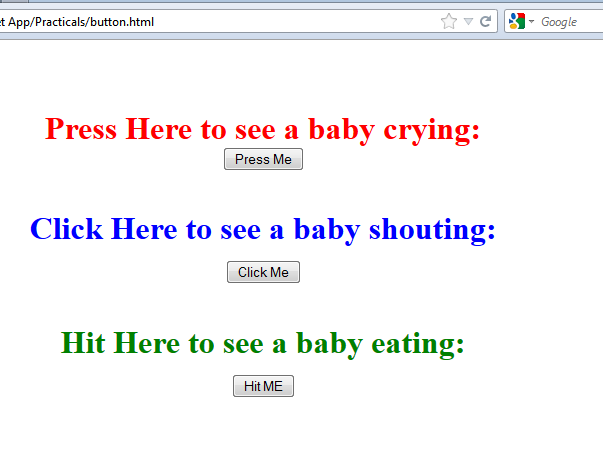 et App/Practicals/button.html
Google
Press Here to see a baby crying:
Press Me
Click Here to see a baby shouting:
Click Me
Hit Here to see a baby eating:
Hit ME